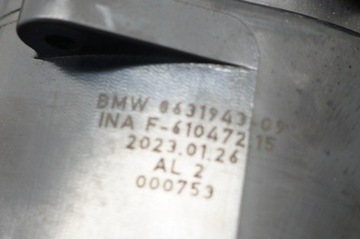 BMW 8631943-09
INA F-610472.15
2023.01.26
AL 2
000753